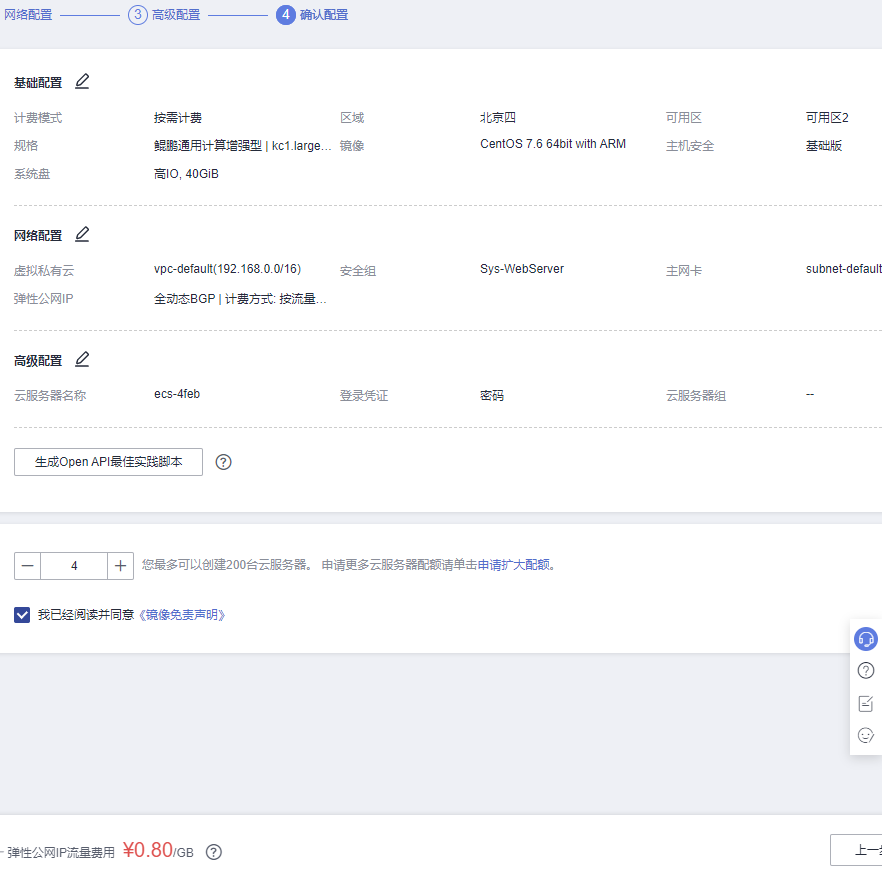 网络配置 3 高级配置 4 确认配置
基础配置
计费模式 按需计费 区域 北京四 可用区 可用区2
规格 鲲鹏通用计算增强型 | kc1.large... 镜像 CentOS 7.6 64bit with ARM 主机安全 基础版
系统盘 高IO, 40GiB
网络配置
虚拟私有云 vpc-default(192.168.0.0/16) 安全组 Sys-WebServer 主网卡 subnet-default
弹性公网IP 全动态BGP | 计费方式: 按流量...
高级配置
云服务器名称 ecs-4feb 登录凭证 密码 云服务器组 --
生成Open API最佳实践脚本 ?
— 4 + 您最多可以创建200台云服务器。 申请更多云服务器配额请单击申请扩大配额。
我已经阅读并同意《镜像免责声明》
?
弹性公网IP流量费用 ¥0.80/GB ? 上一